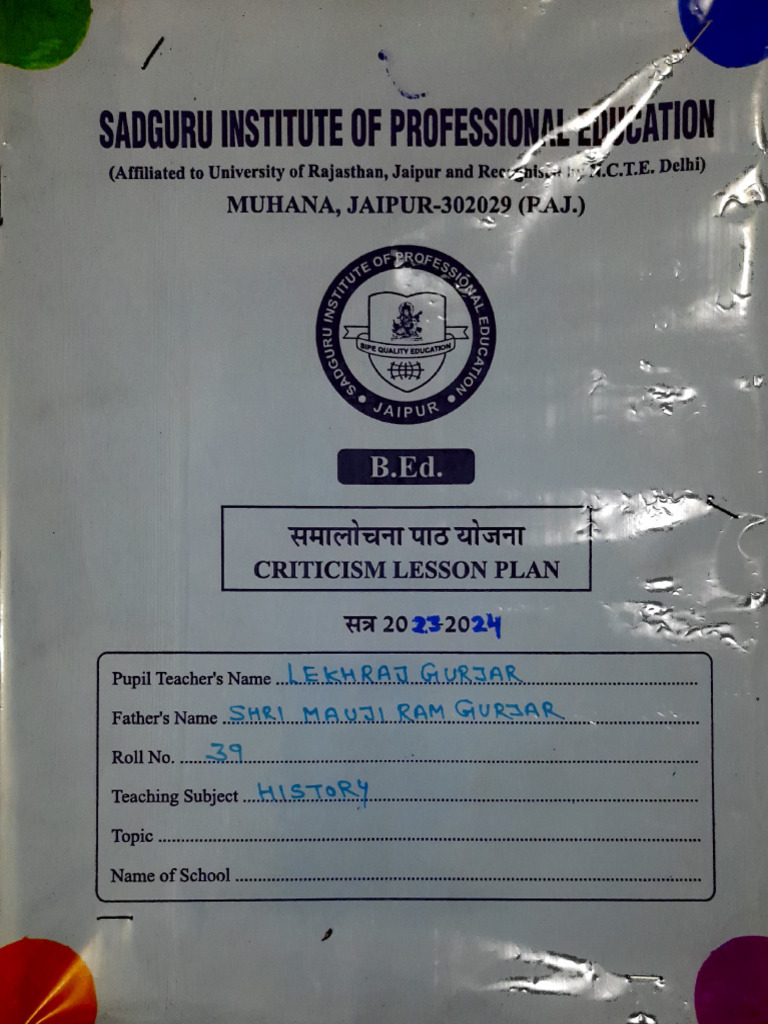 SADGURU INSTITUTE OF PROFESSIONAL EDUCATION
(Affiliated to University of Rajasthan, Jaipur and Recognised by N.C.T.E. Delhi)
MUHANA, JAIPUR-302029 (RAJ.)
SADGURU INSTITUTE OF PROFESSIONAL EDUCATION
SIPE QUALITY EDUCATION
• JAIPUR •
B.Ed.
समालोचना पाठ योजना
CRITICISM LESSON PLAN
सत्र 2023-2024
Pupil Teacher's Name LEKHRAJ GURJAR
Father's Name SHRI MAUJI RAM GURJAR
Roll No. 39
Teaching Subject HISTORY
Topic
Name of School